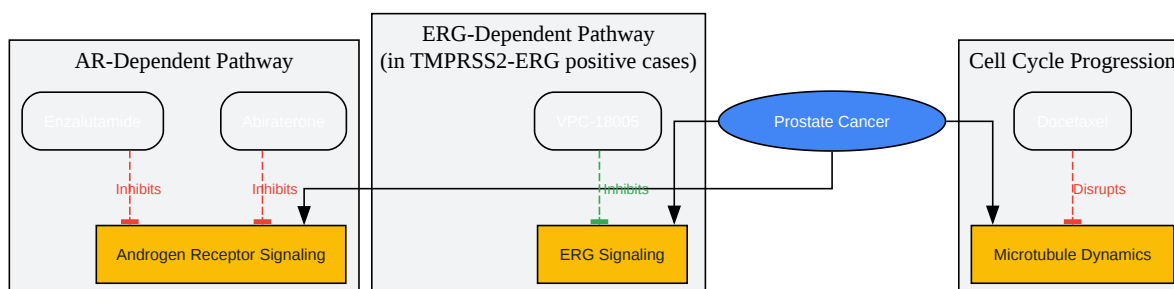 AR-Dependent Pathway
Enzalutamide
Abiraterone
Inhibits
Inhibits
Androgen Receptor Signaling
ERG-Dependent Pathway
(in TMPRSS2-ERG positive cases)
VPC-18005
Inhibits
ERG Signaling
Prostate Cancer
Cell Cycle Progression
Docetaxel
Disrupts
Microtubule Dynamics